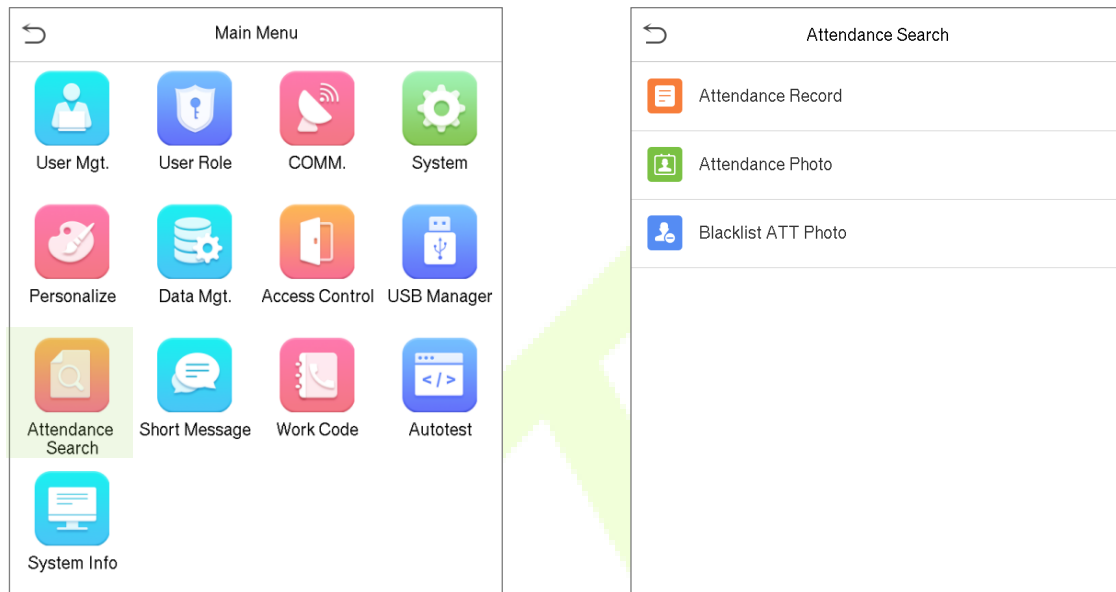 Main Menu
User Mgt.
User Role
COMM.
System
Personalize
Data Mgt.
Access Control
USB Manager
Attendance
Search
Short Message
Work Code
Autotest
System Info
Attendance Search
Attendance Record
Attendance Photo
Blacklist ATT Photo